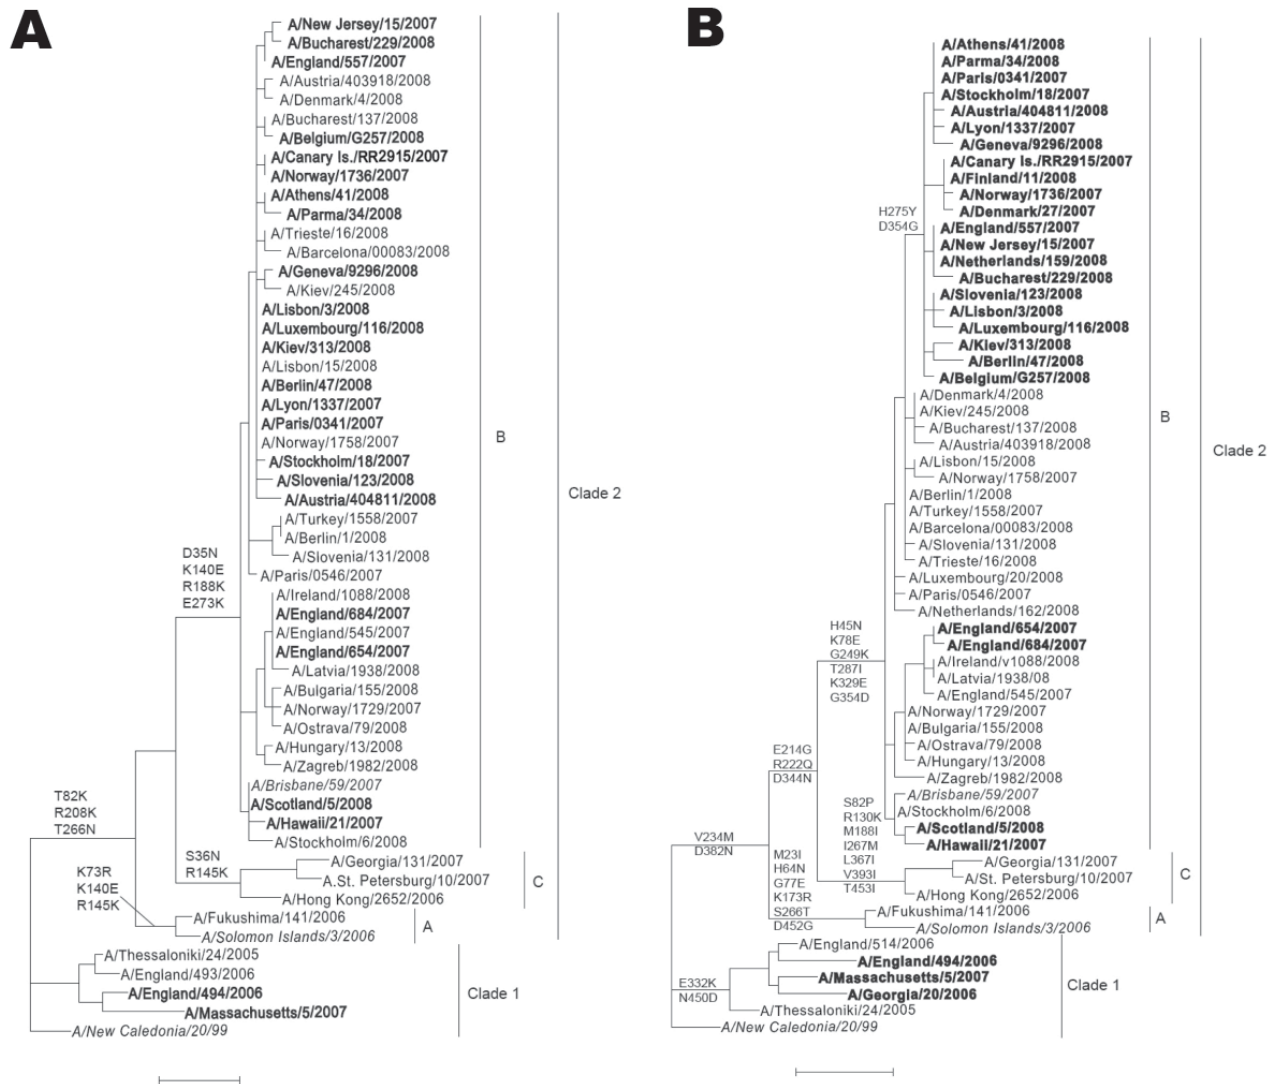 A
A/New Jersey/15/2007
A/Bucharest/229/2008
A/England/557/2007
A/Austria/403918/2008
A/Denmark/4/2008
A/Bucharest/137/2008
A/Belgium/G257/2008
A/Canary Is./RR2915/2007
A/Norway/1736/2007
A/Athens/41/2008
A/Parma/34/2008
A/Trieste/16/2008
A/Barcelona/00083/2008
A/Geneva/9296/2008
A/Kiev/245/2008
A/Lisbon/3/2008
A/Luxembourg/116/2008
A/Kiev/313/2008
A/Lisbon/15/2008
A/Berlin/47/2008
A/Lyon/1337/2007
A/Paris/0341/2007
A/Norway/1758/2007
A/Stockholm/18/2007
A/Slovenia/123/2008
A/Austria/404811/2008
A/Turkey/1558/2007
A/Berlin/1/2008
A/Slovenia/131/2008
A/Paris/0546/2007
A/Ireland/1088/2008
A/England/684/2007
A/England/545/2007
A/England/654/2007
A/Latvia/1938/2008
A/Bulgaria/155/2008
A/Norway/1729/2007
A/Ostrava/79/2008
A/Hungary/13/2008
A/Zagreb/1982/2008
A/Brisbane/59/2007
A/Scotland/5/2008
A/Hawaii/21/2007
A/Stockholm/6/2008
A/Georgia/131/2007
A.St. Petersburg/10/2007
A/Hong Kong/2652/2006
A/Fukushima/141/2006
A/Solomon Islands/3/2006
A/Thessaloniki/24/2005
A/England/493/2006
A/England/494/2006
A/Massachusetts/5/2007
A/New Caledonia/20/99
D35N
K140E
R188K
E273K
T82K
R208K
T266N
S36N
R145K
K73R
K140E
R145K
B
C
A
Clade 2
Clade 1
B
A/Athens/41/2008
A/Parma/34/2008
A/Paris/0341/2007
A/Stockholm/18/2007
A/Austria/404811/2008
A/Lyon/1337/2007
A/Geneva/9296/2008
A/Canary Is./RR2915/2007
A/Finland/11/2008
A/Norway/1736/2007
A/Denmark/27/2007
A/England/557/2007
A/New Jersey/15/2007
A/Netherlands/159/2008
A/Bucharest/229/2008
A/Slovenia/123/2008
A/Lisbon/3/2008
A/Luxembourg/116/2008
A/Kiev/313/2008
A/Berlin/47/2008
A/Belgium/G257/2008
A/Denmark/4/2008
A/Kiev/245/2008
A/Bucharest/137/2008
A/Austria/403918/2008
A/Lisbon/15/2008
A/Norway/1758/2007
A/Berlin/1/2008
A/Turkey/1558/2007
A/Barcelona/00083/2008
A/Slovenia/131/2008
A/Trieste/16/2008
A/Luxembourg/20/2008
A/Paris/0546/2007
A/Netherlands/162/2008
A/England/654/2007
A/England/684/2007
A/Ireland/v1088/2008
A/Latvia/1938/08
A/England/545/2007
A/Norway/1729/2007
A/Bulgaria/155/2008
A/Ostrava/79/2008
A/Hungary/13/2008
A/Zagreb/1982/2008
A/Brisbane/59/2007
A/Stockholm/6/2008
A/Scotland/5/2008
A/Hawaii/21/2007
A/Georgia/131/2007
A/St. Petersburg/10/2007
A/Hong Kong/2652/2006
A/Fukushima/141/2006
A/Solomon Islands/3/2006
A/England/514/2006
A/England/494/2006
A/Massachusetts/5/2007
A/Georgia/20/2006
A/Thessaloniki/24/2005
A/New Caledonia/20/99
H275Y
D354G
H45N
K78E
G249K
T287I
K329E
G354D
E214G
R222Q
D344N
S82P
R130K
M188I
I267M
L367I
V393I
T453I
V234M
D382N
M23I
H64N
G77E
K173R
S266T
D452G
E332K
N450D
B
C
A
Clade 2
Clade 1